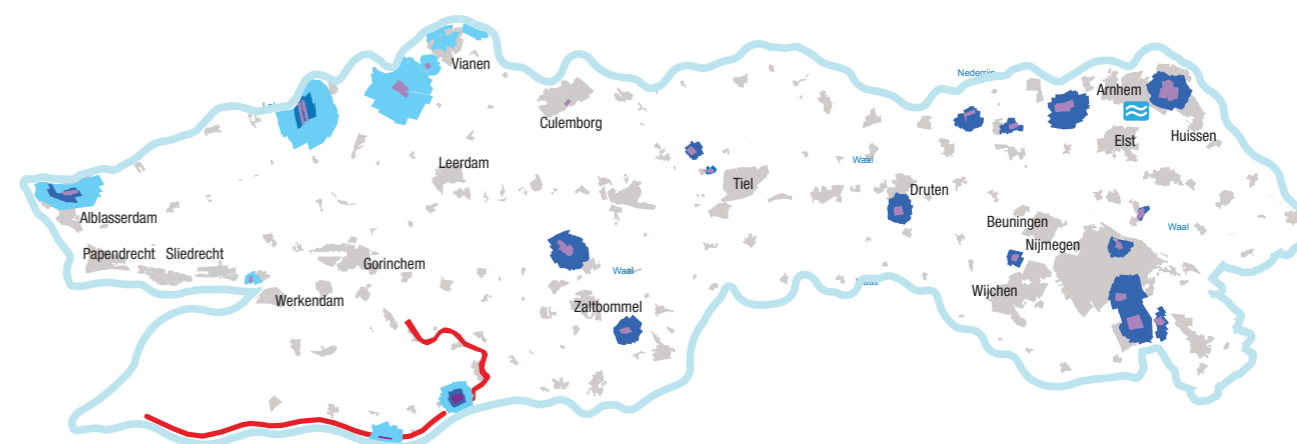 Vianen
Nederrijn
Arnhem
Culemborg
Huissen
Elst
Leerdam
Waal
Tiel
Druten
Alblasserdam
Beuningen
Waal
Papendrecht
Sliedrecht
Nijmegen
Gorinchem
Waal
Wijchen
Werkendam
Zaltbommel